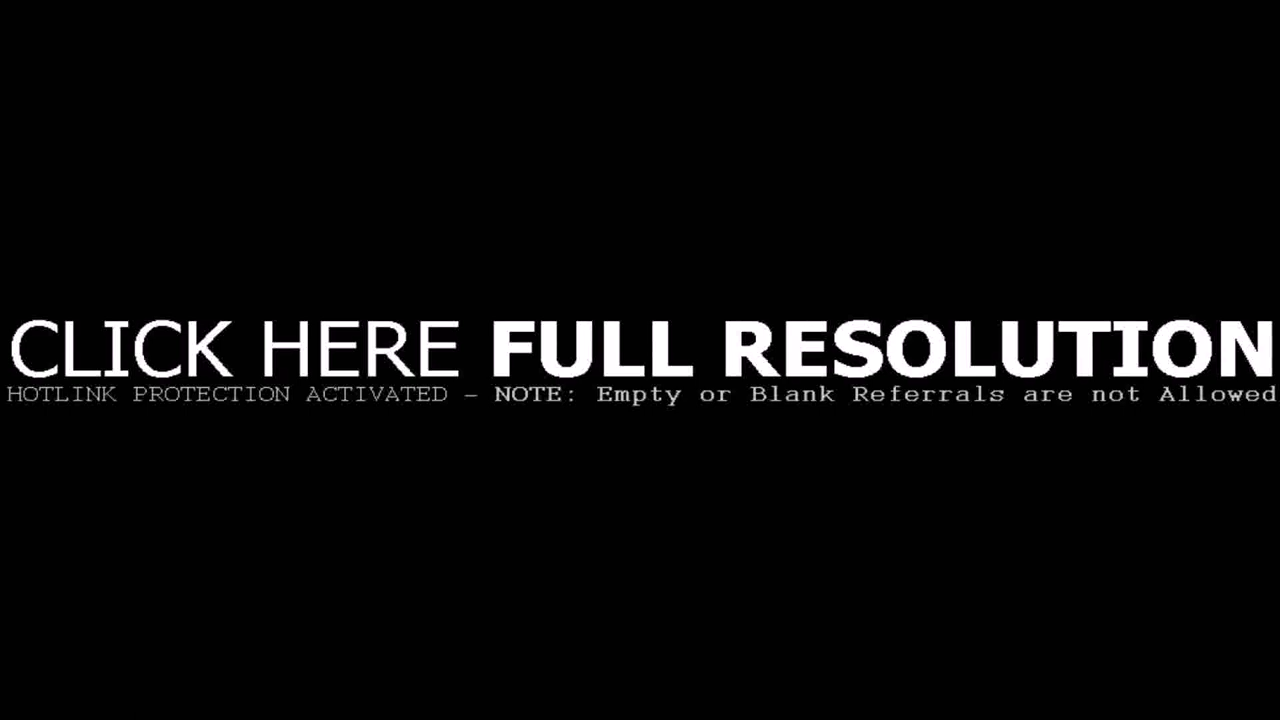 CLICK HERE FULL RESOLUTION
HOTLINK PROTECTION ACTIVATED - NOTE: Empty or Blank Referrals are not Allowed